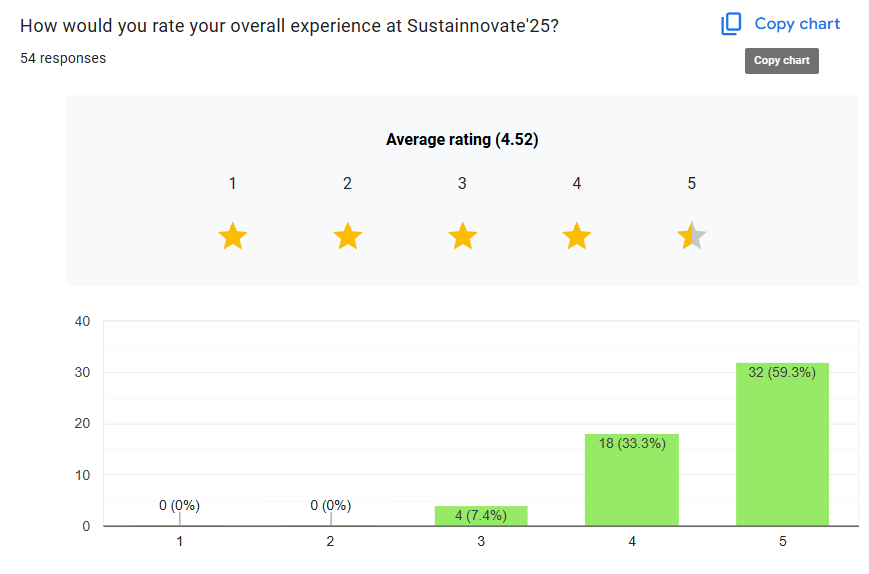 How would you rate your overall experience at Sustainnovate'25?
Copy chart
54 responses
Copy chart
Average rating (4.52)
1 2 3 4 5
40
30
20
10
0
0 (0%) 0 (0%) 4 (7.4%) 18 (33.3%) 32 (59.3%)
1 2 3 4 5